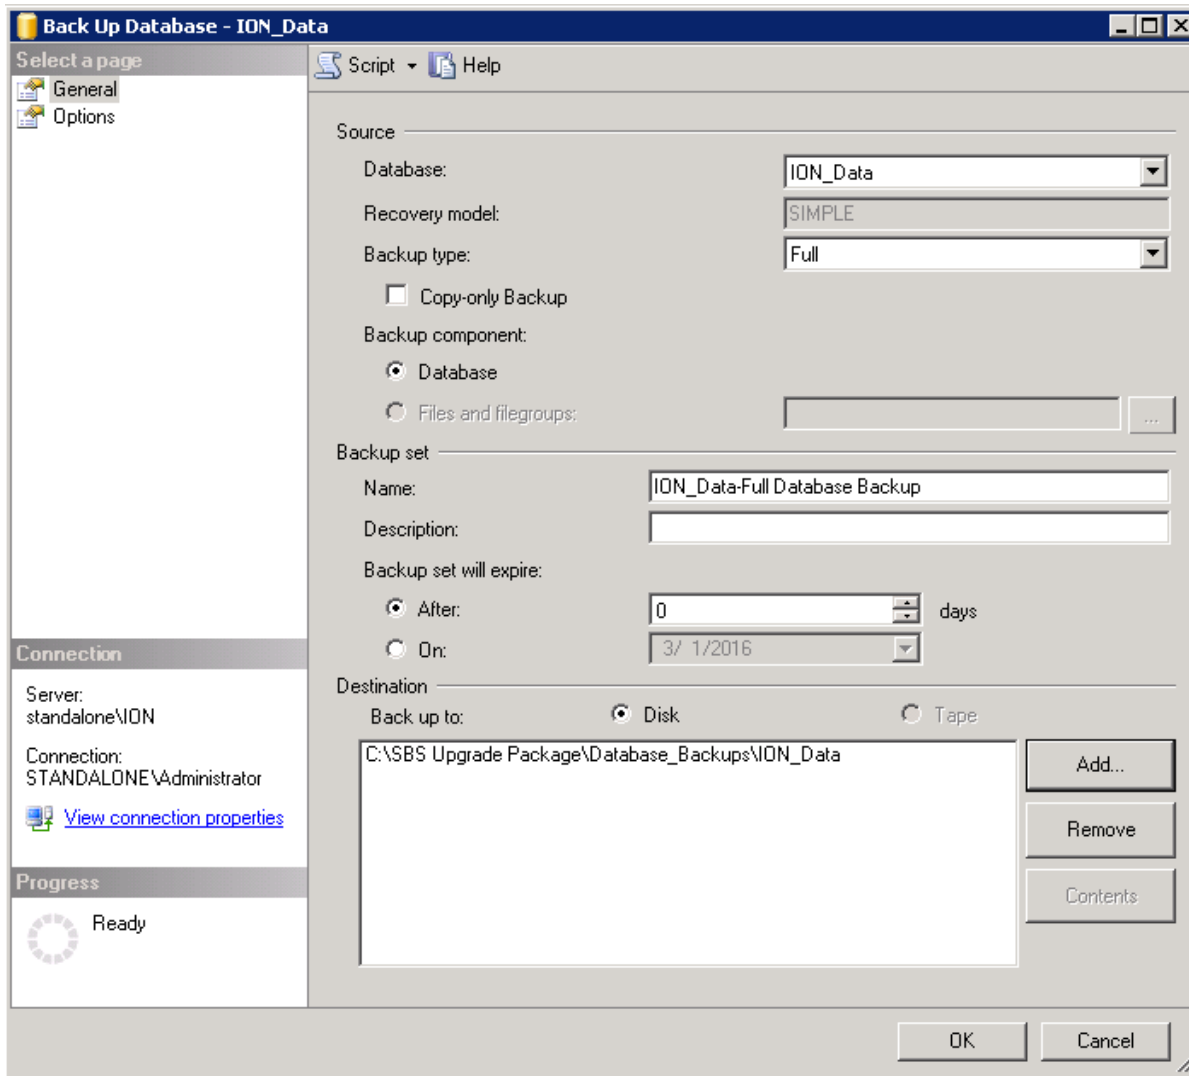 Back Up Database - ION_Data
Select a page
General
Options
Script
Help
Source
Database:
ION_Data
Recovery model:
SIMPLE
Backup type:
Full
Copy-only Backup
Backup component:
Database
Files and filegroups:
...
Backup set
Name:
ION_Data-Full Database Backup
Description:
Backup set will expire:
After:
0
days
On:
3/ 1/2016
Destination
Back up to:
Disk
Tape
C:\SBS Upgrade Package\Database_Backups\ION_Data
Add...
Remove
Contents
Connection
Server:
standalone\ION
Connection:
STANDALONE\Administrator
View connection properties
Progress
Ready
OK
Cancel